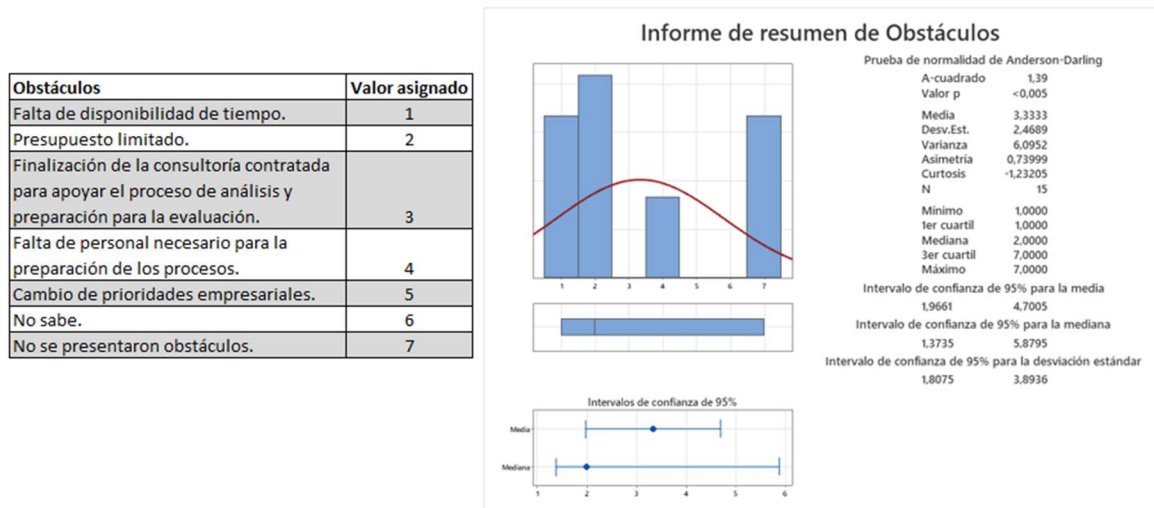 Obstáculos Valor asignado
Falta de disponibilidad de tiempo. 1
Presupuesto limitado. 2
Finalización de la consultoría contratada
para apoyar el proceso de análisis y
preparación para la evaluación. 3
Falta de personal necesario para la
preparación de los procesos. 4
Cambio de prioridades empresariales. 5
No sabe. 6
No se presentaron obstáculos. 7
Informe de resumen de Obstáculos
1 2 3 4 5 6 7
Intervalos de confianza de 95%
Media
Mediana
1 2 3 4 5 6
Prueba de normalidad de Anderson-Darling
A-cuadrado 1,39
Valor p <0,005
Media 3,3333
Desv.Est. 2,4689
Varianza 6,0952
Asimetría 0,73999
Curtosis -1,23205
N 15
Mínimo 1,0000
1er cuartil 1,0000
Mediana 2,0000
3er cuartil 7,0000
Máximo 7,0000
Intervalo de confianza de 95% para la media
1,9661 4,7005
Intervalo de confianza de 95% para la mediana
1,3735 5,8795
Intervalo de confianza de 95% para la desviación estándar
1,8075 3,8936